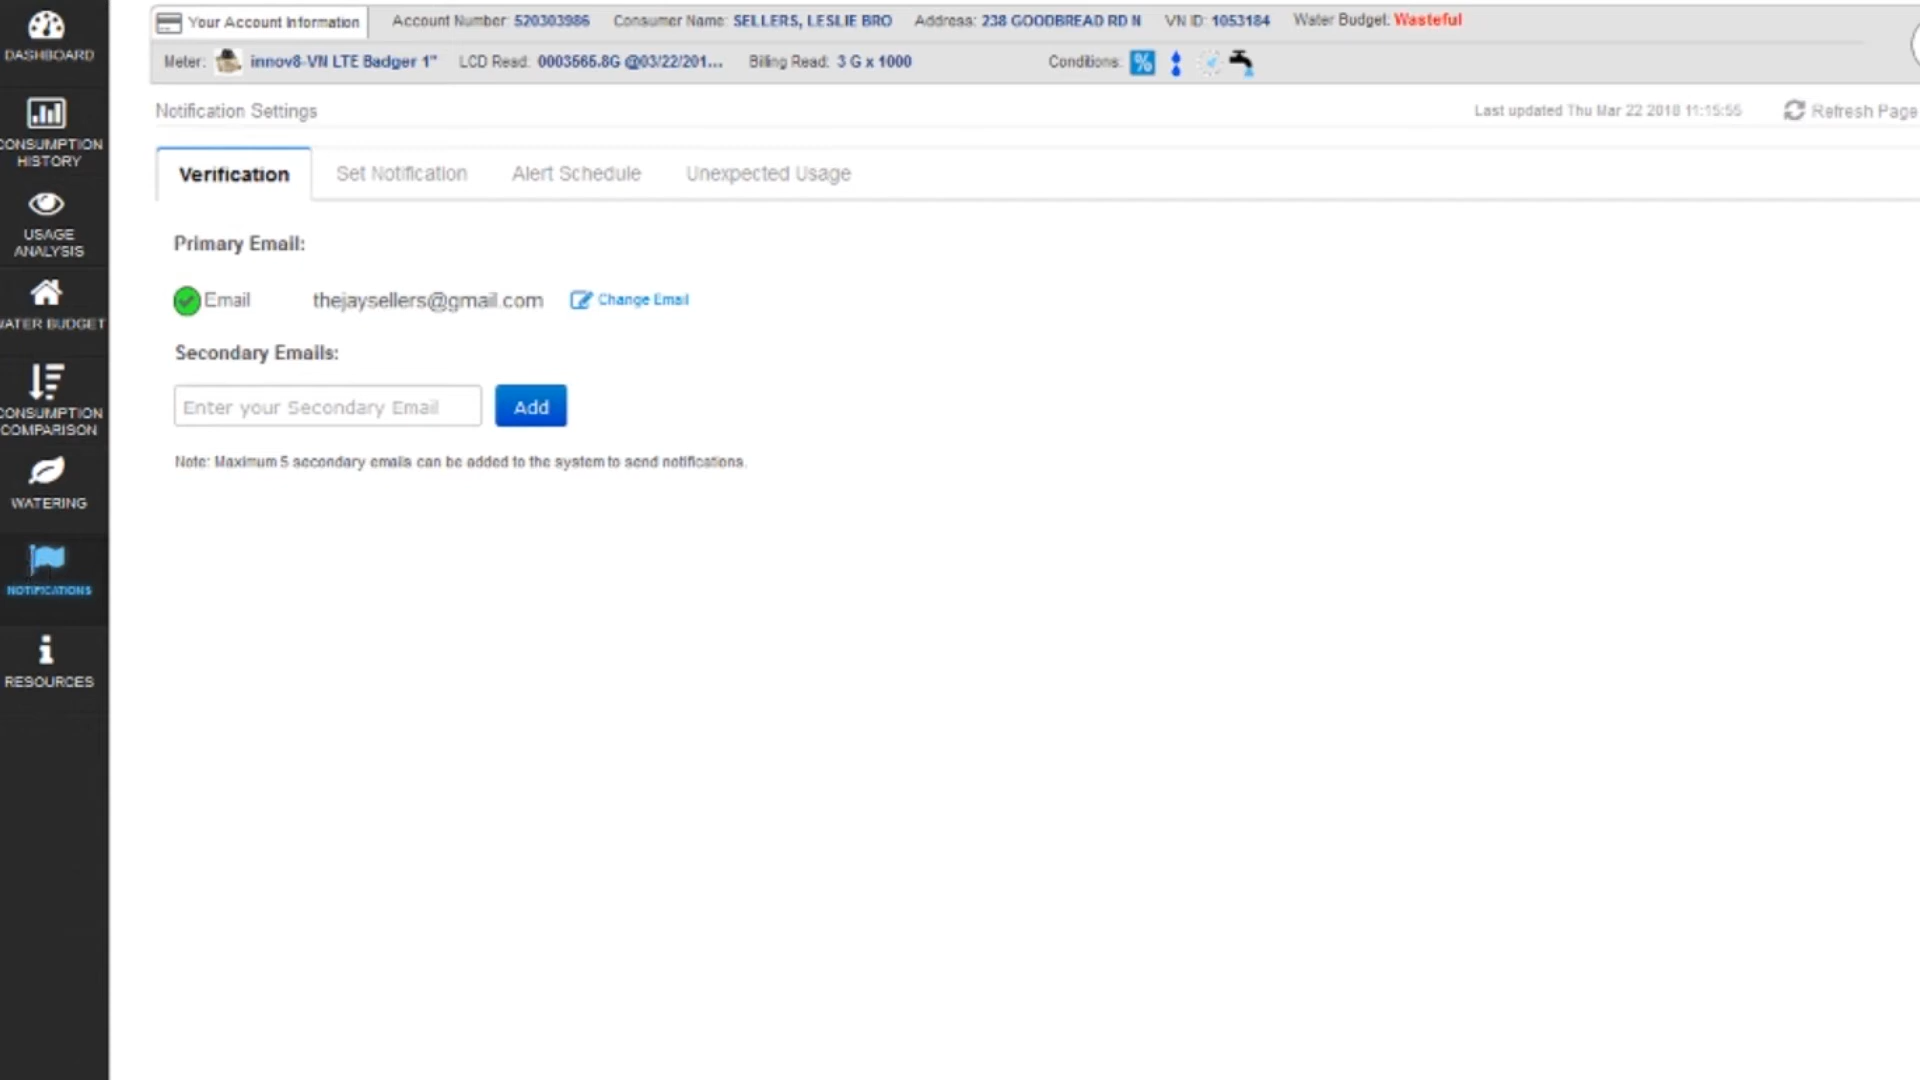 DASHBOARD
CONSUMPTION
HISTORY
USAGE
ANALYSIS
WATER BUDGET
CONSUMPTION
COMPARISON
WATERING
NOTIFICATIONS
RESOURCES
Your Account Information Account Number: 520303986 Consumer Name: SELLERS, LESLIE BRO Address: 238 GOODBREAD RD N VN ID: 1053184 Water Budget: Wasteful
Meter: innov8-VN LTE Badger 1" LCD Read: 0003565.8G @03/22/201... Billing Read: 3 G x 1000 Conditions: %
Notification Settings Last updated Thu Mar 22 2018 11:15:55 Refresh Page
Verification Set Notification Alert Schedule Unexpected Usage
Primary Email:
Email thejaysellers@gmail.com Change Email
Secondary Emails:
Enter your Secondary Email Add
Note: Maximum 5 secondary emails can be added to the system to send notifications.